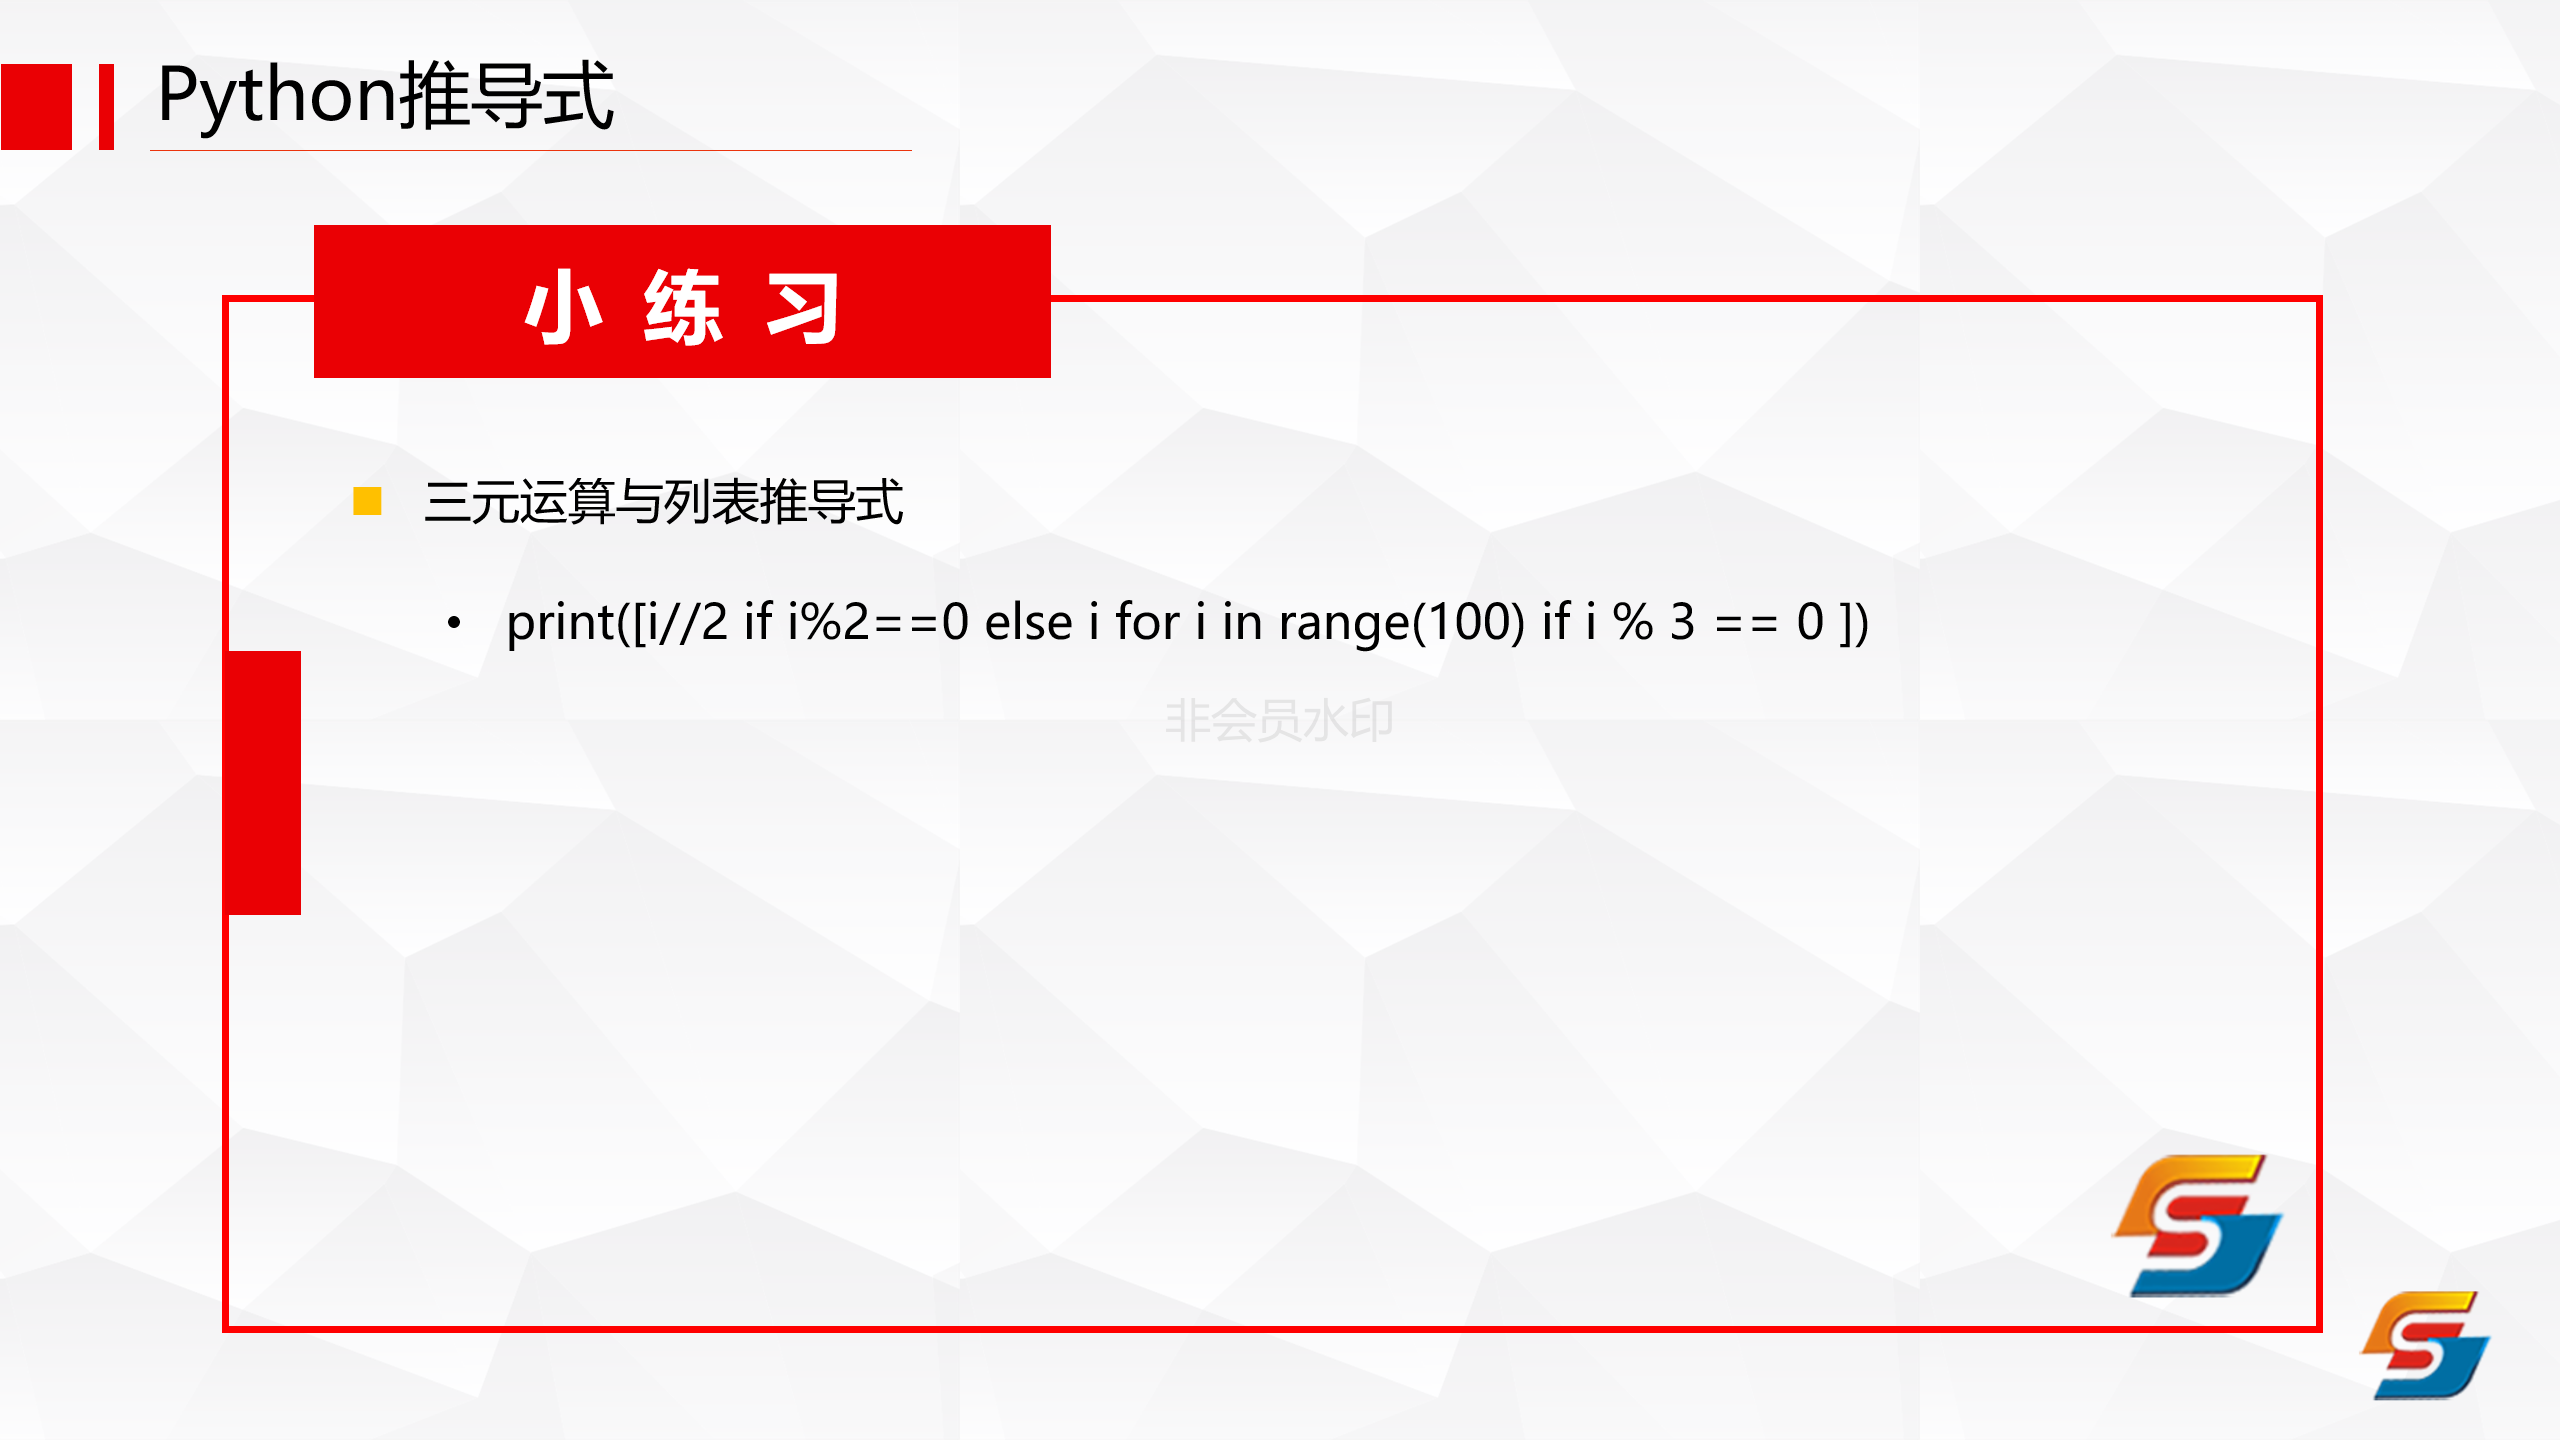 Python推导式
小 练 习
三元运算与列表推导式
• print([i//2 if i%2==0 else i for i in range(100) if i % 3 == 0 ])
非会员水印